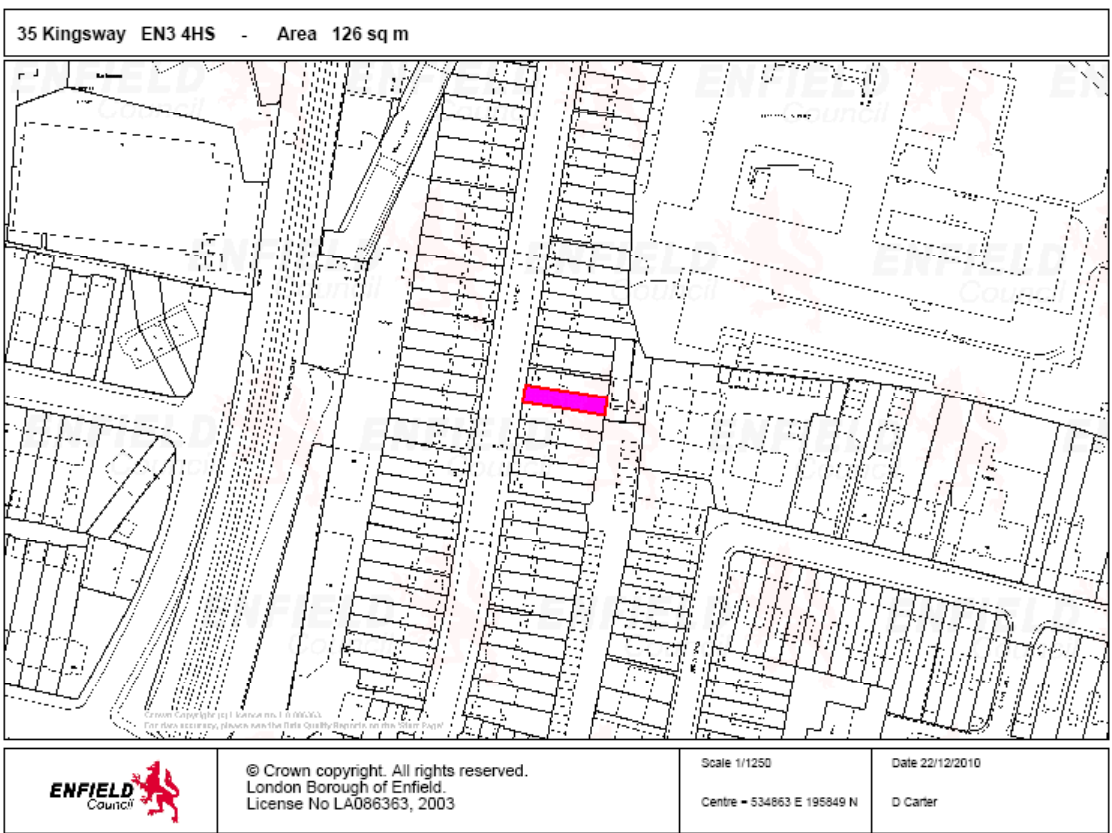 35 Kingsway EN3 4HS - Area 126 sq m
ENFIELD
Council
© Crown copyright. All rights reserved.
London Borough of Enfield.
License No LA086363, 2003
Scale 1/1250
Centre = 534863 E 195849 N
Date 22/12/2010
D Carter